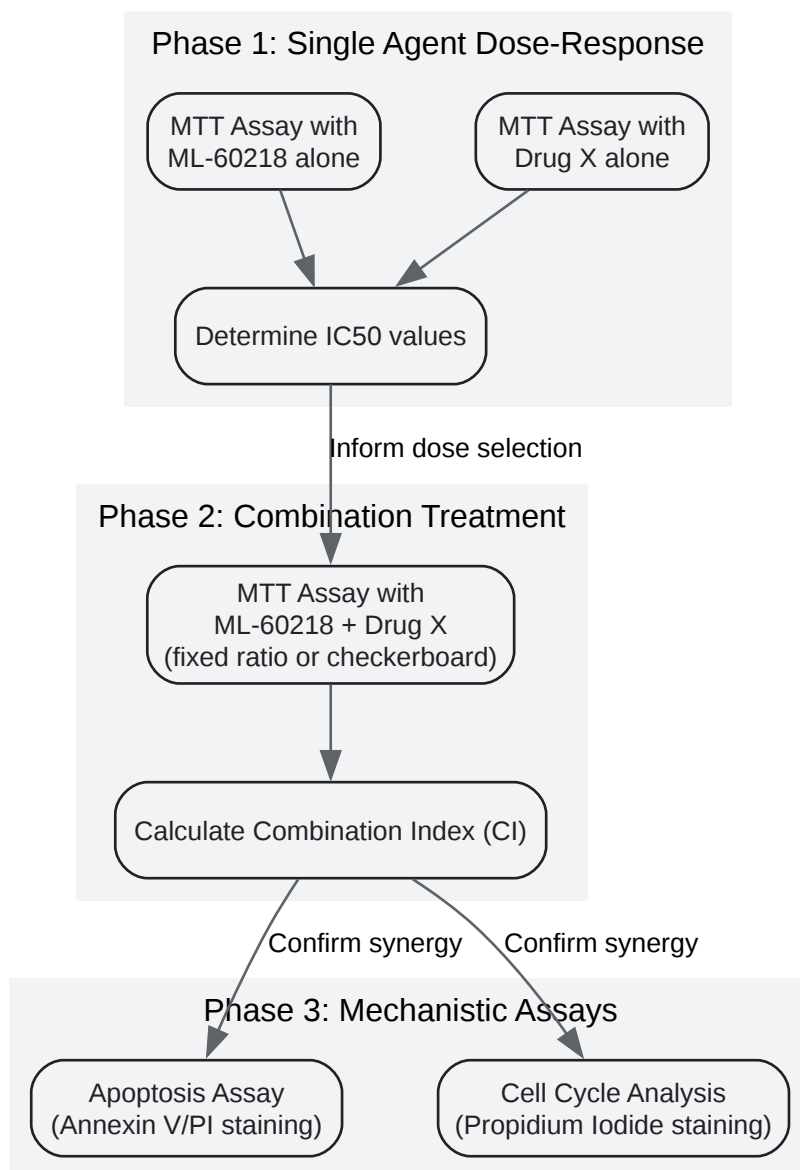 Phase 1: Single Agent Dose-Response
MTT Assay with
ML-60218 alone
MTT Assay with
Drug X alone
Determine IC50 values
Inform dose selection
Phase 2: Combination Treatment
MTT Assay with
ML-60218 + Drug X
(fixed ratio or checkerboard)
Calculate Combination Index (CI)
Confirm synergy
Confirm synergy
Phase 3: Mechanistic Assays
Apoptosis Assay
(Annexin V/PI staining)
Cell Cycle Analysis
(Propidium Iodide staining)